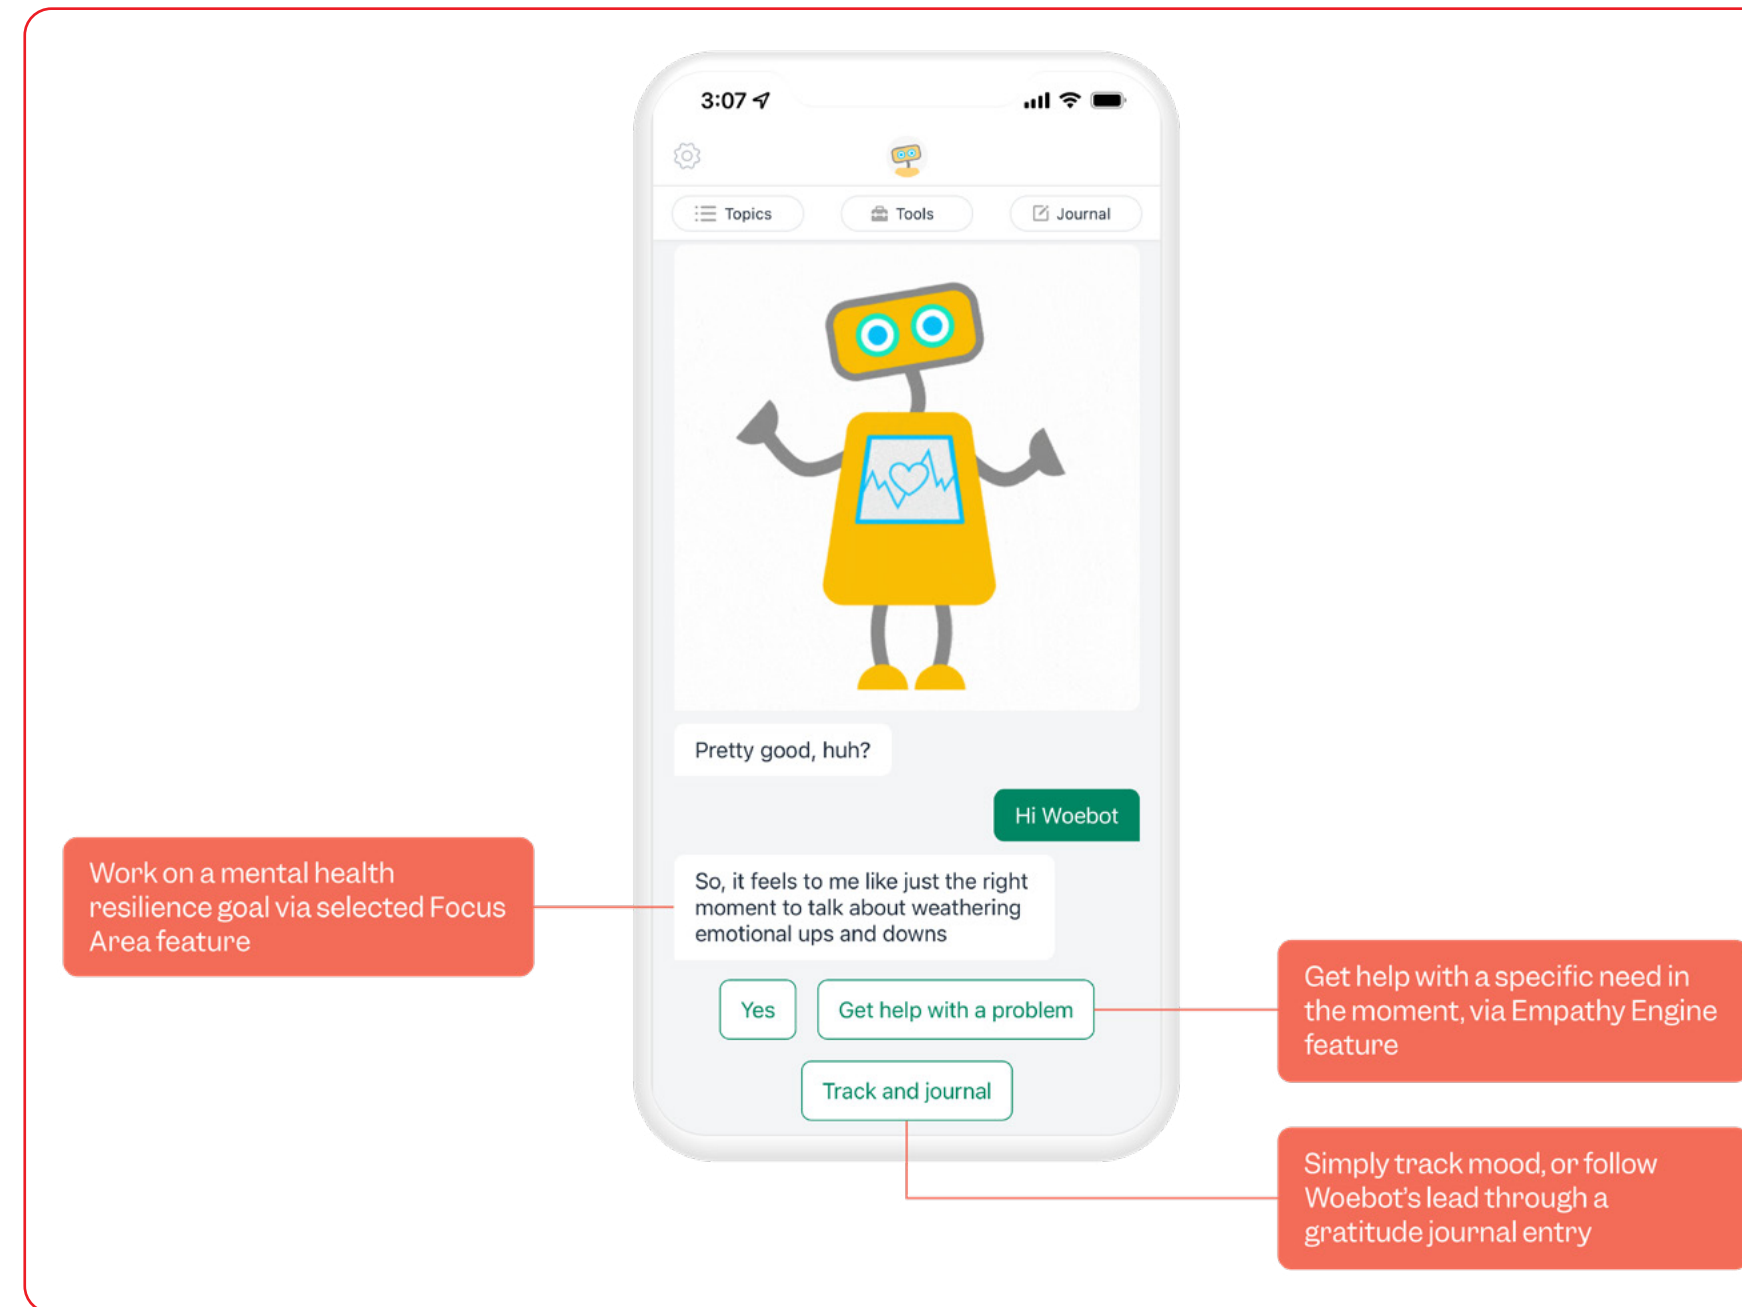 3:07
Topics
Tools
Journal
Pretty good, huh?
Hi Woebot
Work on a mental health
resilience goal via selected Focus
Area feature
So, it feels to me like just the right
moment to talk about weathering
emotional ups and downs
Yes
Get help with a problem
Get help with a specific need in
the moment, via Empathy Engine
feature
Track and journal
Simply track mood, or follow
Woebot's lead through a
gratitude journal entry